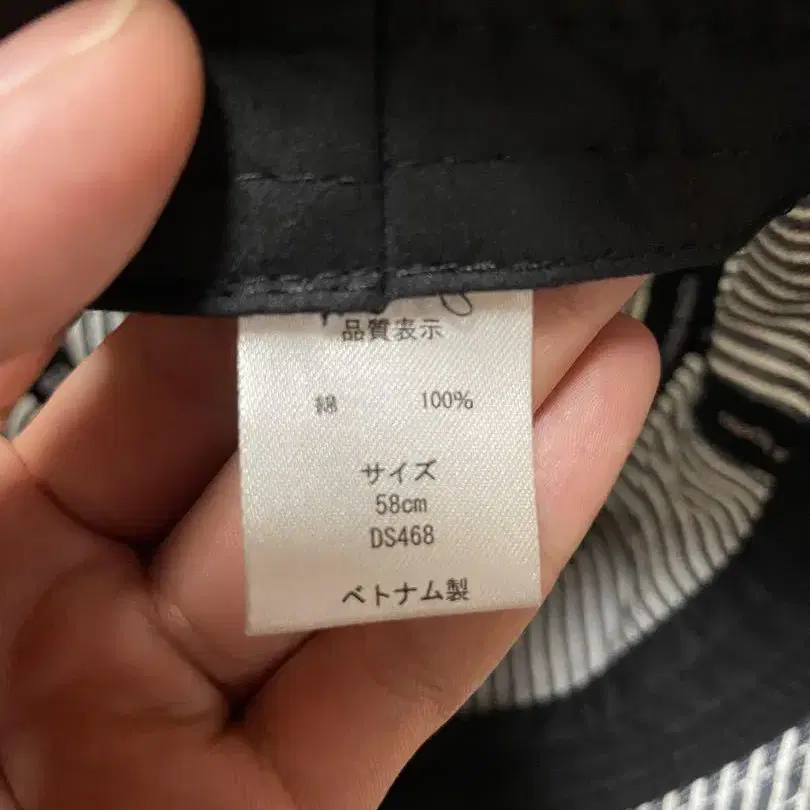 品質表示
綿 100%
サイズ
58cm
DS468
ベトナム製